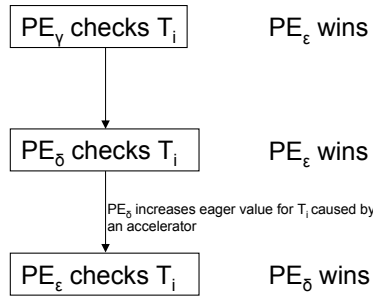 PEγ checks Ti PEε wins
PEδ checks Ti PEε wins
PEδ increases eager value for Ti caused by
an accelerator
PEε checks Ti PEδ wins